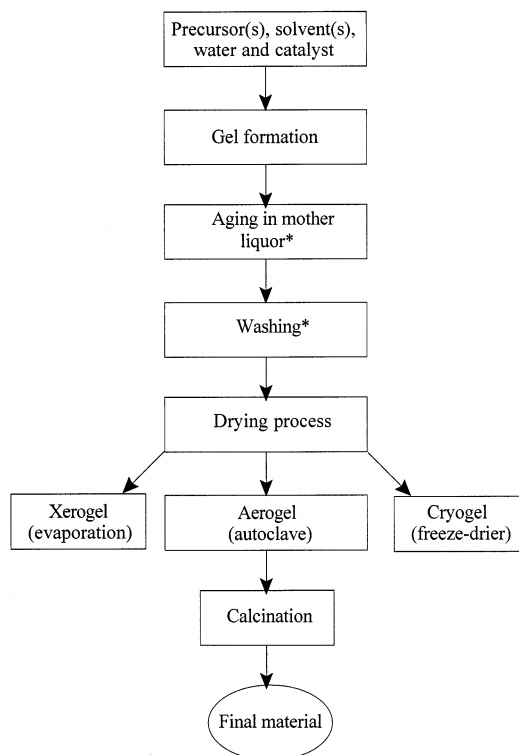 Precursor(s), solvent(s),
water and catalyst
Gel formation
Aging in mother
liquor*
Washing*
Drying process
Xerogel
(evaporation)
Aerogel
(autoclave)
Cryogel
(freeze-drier)
Calcination
Final material